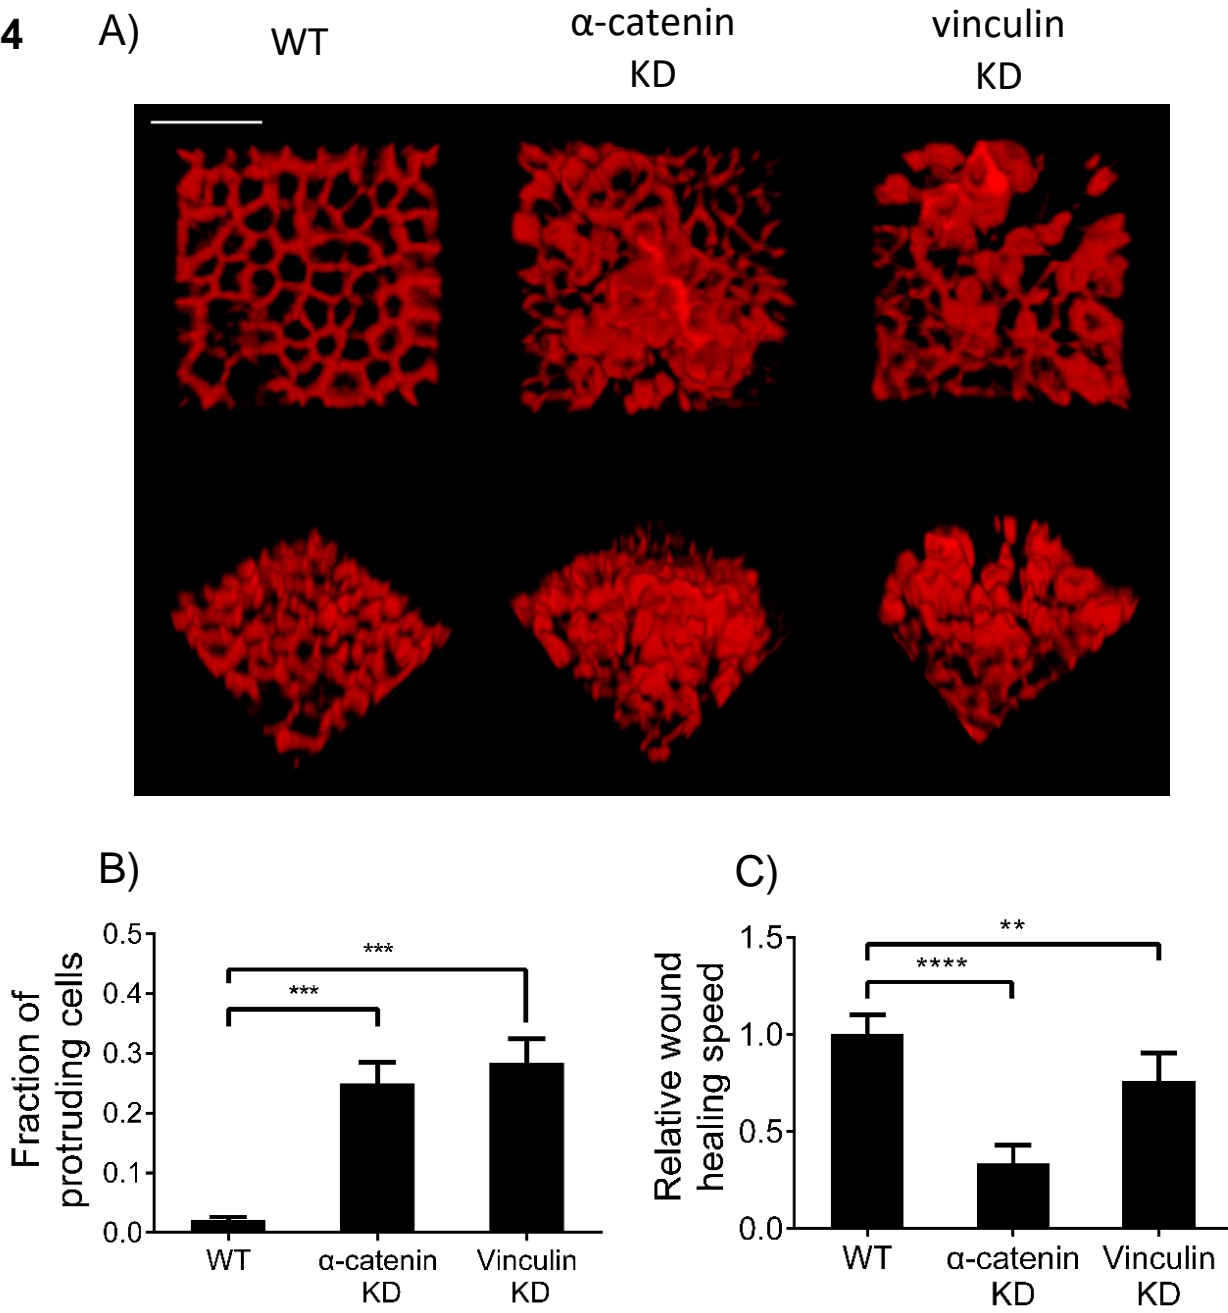 4
A)
WT
α-catenin
KD
vinculin
KD
B)
Fraction of
protruding cells
0.5
0.4
0.3
0.2
0.1
0.0
***
***
WT
α-catenin
KD
Vinculin
KD
C)
Relative wound
healing speed
1.5
1.0
0.5
0.0
**
****
WT
α-catenin
KD
Vinculin
KD